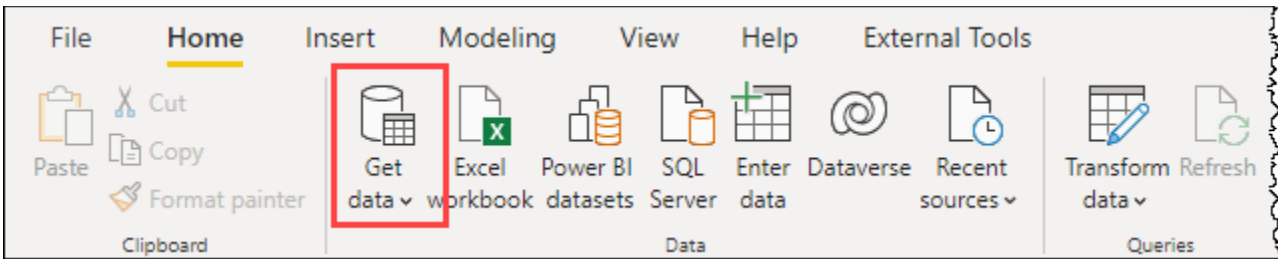 File Home Insert Modeling View Help External Tools
Paste
Cut
Copy
Format painter
Clipboard
Get
data
Excel
workbook
X
Power BI
datasets
SQL
Server
Enter
data
Dataverse
Recent
sources
Data
Transform
data
Refresh
Queries